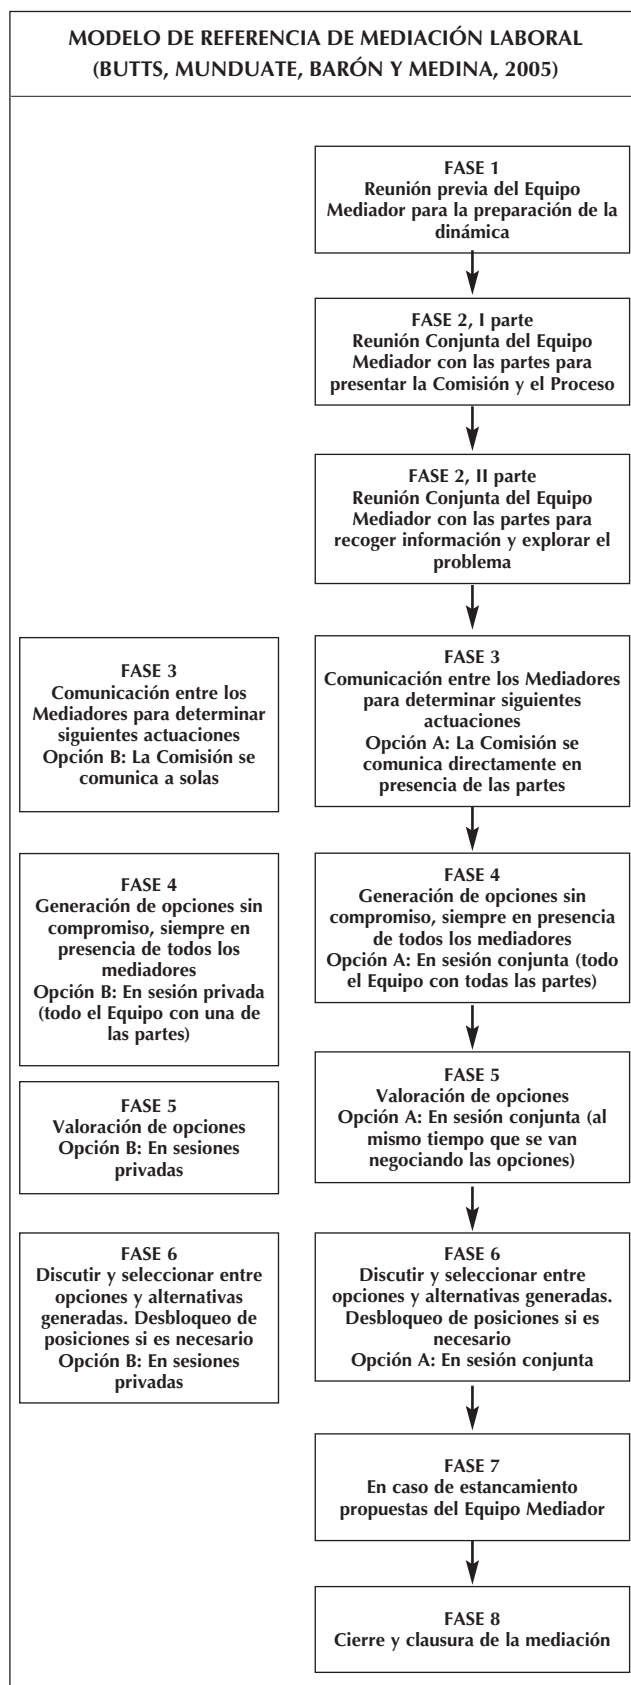 MODELO DE REFERENCIA DE MEDIACIÓN LABORAL
(BUTTS, MUNDUATE, BARÓN Y MEDINA, 2005)
FASE 1
Reunión previa del Equipo
Mediador para la preparación de la
dinámica
FASE 2, I parte
Reunión Conjunta del Equipo
Mediador con las partes para
presentar la Comisión y el Proceso
FASE 2, II parte
Reunión Conjunta del Equipo
Mediador con las partes para
recoger información y explorar el
problema
FASE 3
Comunicación entre los
Mediadores para determinar
siguientes actuaciones
Opción B: La Comisión se
comunica a solas
FASE 3
Comunicación entre los Mediadores
para determinar siguientes
actuaciones
Opción A: La Comisión se
comunica directamente en
presencia de las partes
FASE 4
Generación de opciones sin
compromiso, siempre en
presencia de todos los
mediadores
Opción B: En sesión privada
(todo el Equipo con una de
las partes)
FASE 4
Generación de opciones sin
compromiso, siempre en presencia
de todos los mediadores
Opción A: En sesión conjunta (todo
el Equipo con todas las partes)
FASE 5
Valoración de opciones
Opción B: En sesiones
privadas
FASE 5
Valoración de opciones
Opción A: En sesión conjunta (al
mismo tiempo que se van
negociando las opciones)
FASE 6
Discutir y seleccionar entre
opciones y alternativas
generadas. Desbloqueo de
posiciones si es necesario
Opción B: En sesiones
privadas
FASE 6
Discutir y seleccionar entre
opciones y alternativas generadas.
Desbloqueo de posiciones si es
necesario
Opción A: En sesión conjunta
FASE 7
En caso de estancamiento
propuestas del Equipo Mediador
FASE 8
Cierre y clausura de la mediación